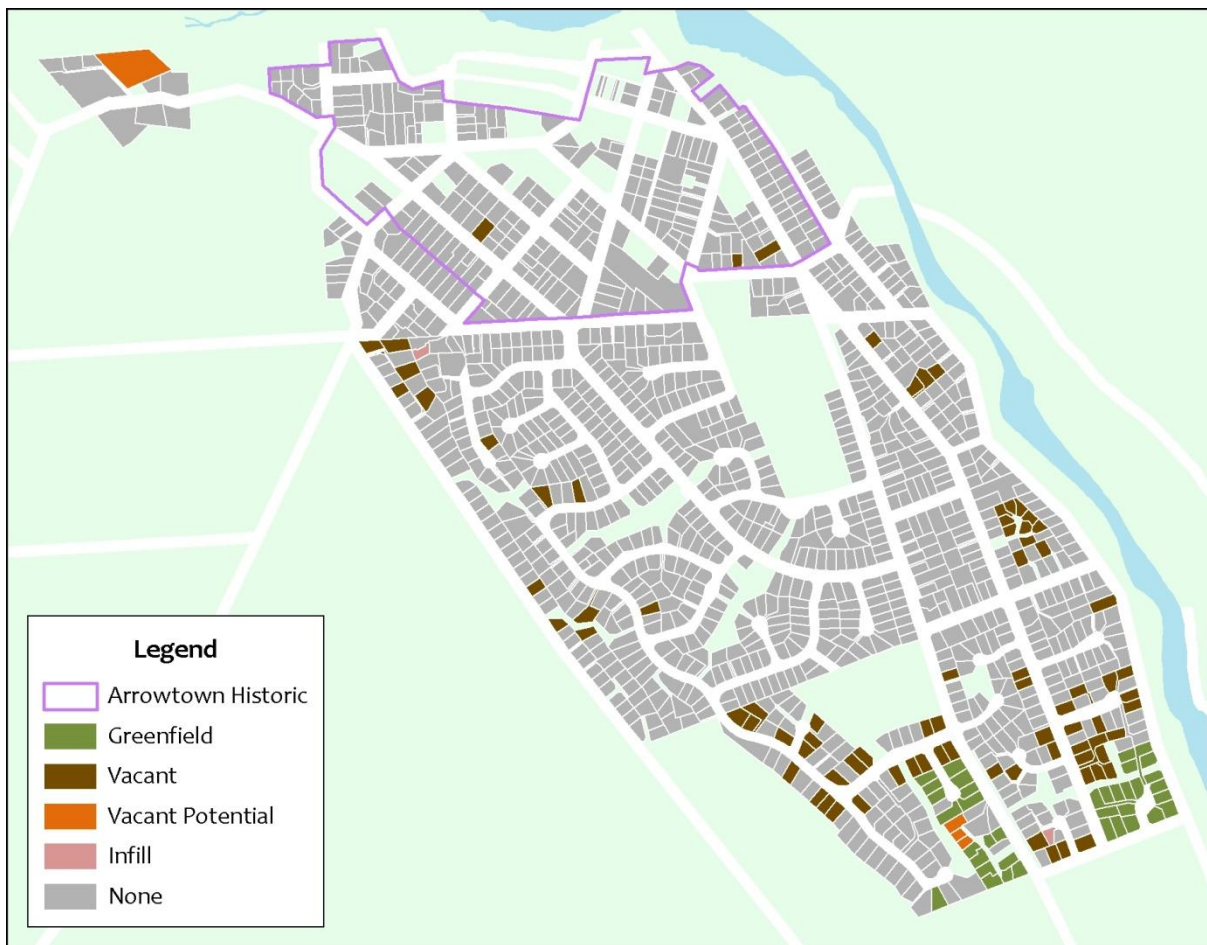 Legend
Arrowtown Historic
Greenfield
Vacant
Vacant Potential
Infill
None